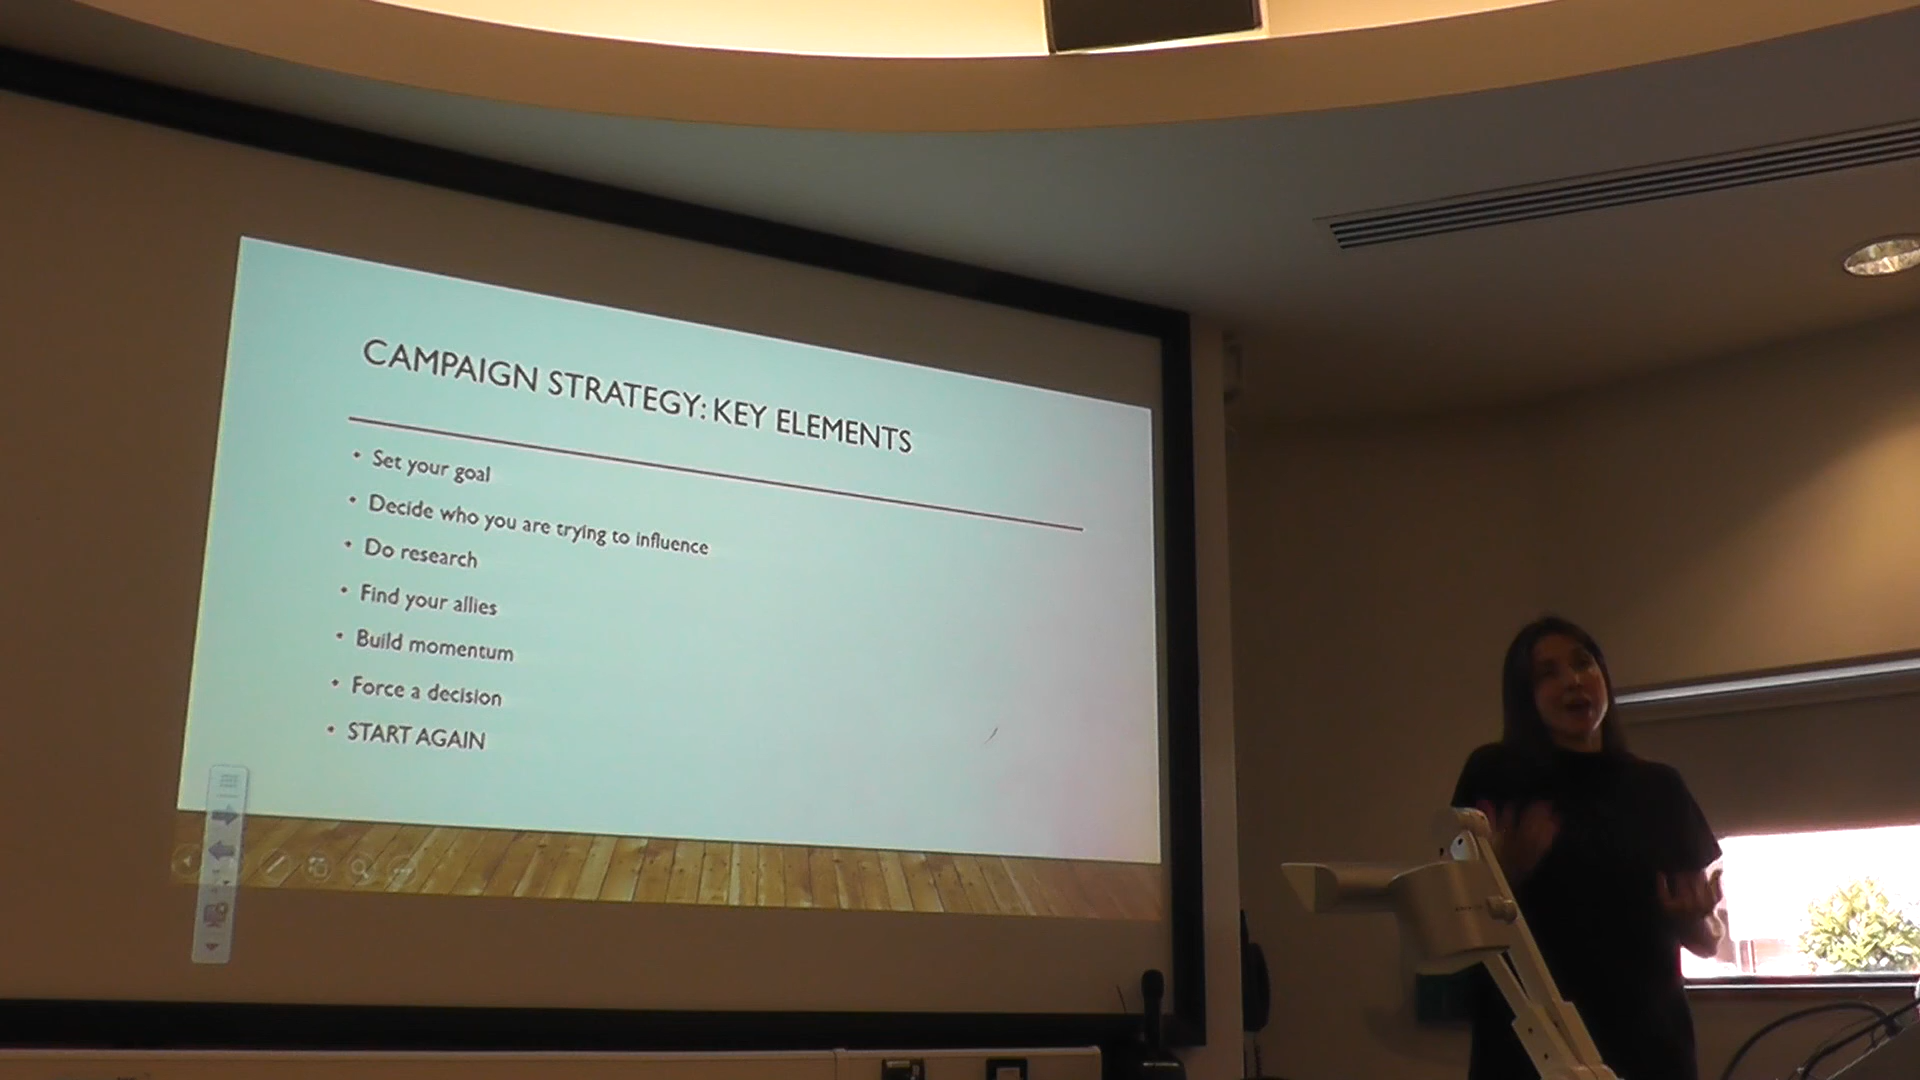 CAMPAIGN STRATEGY: KEY ELEMENTS
• Set your goal
• Decide who you are trying to influence
• Do research
• Find your allies
• Build momentum
• Force a decision
• START AGAIN